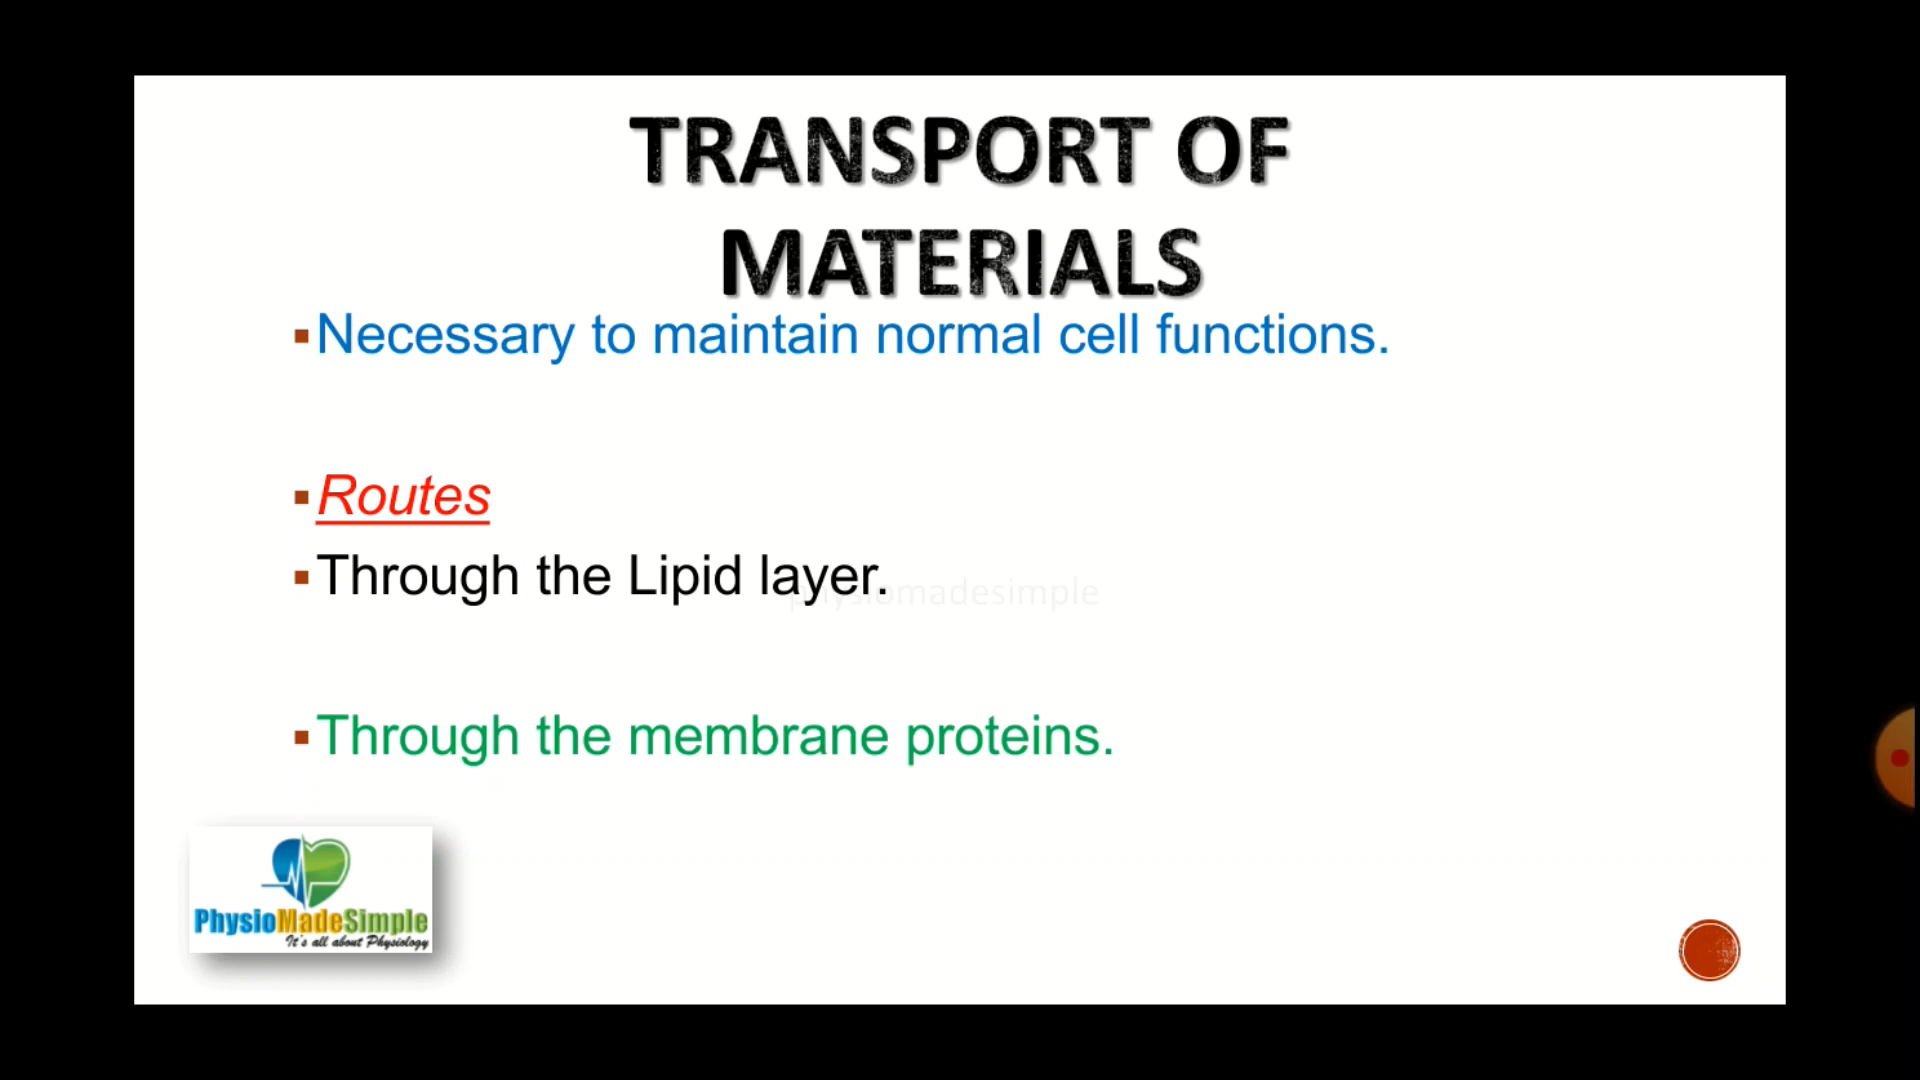 TRANSPORT OF
MATERIALS
▪Necessary to maintain normal cell functions.
▪Routes
▪Through the Lipid layer.
physiomadesimple
▪Through the membrane proteins.
PhysioMadeSimple
It's all about Physiology